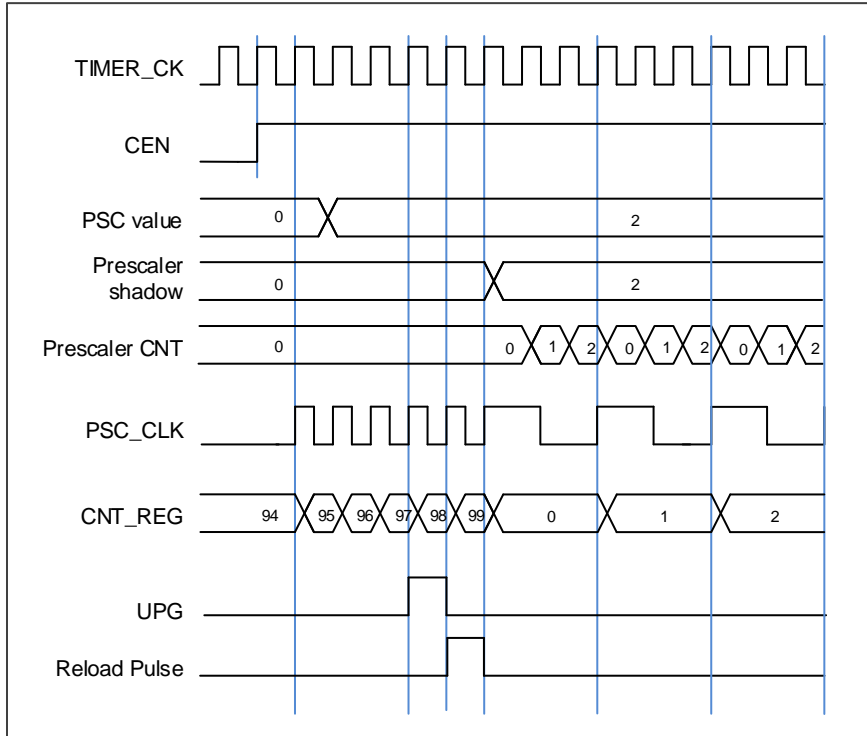 TIMER_CK
CEN
PSC value 0 2
Prescaler
shadow 0 2
Prescaler CNT 0 0 1 2 0 1 2 0 1 2
PSC_CLK
CNT_REG 94 95 96 97 98 99 0 1 2
UPG
Reload Pulse